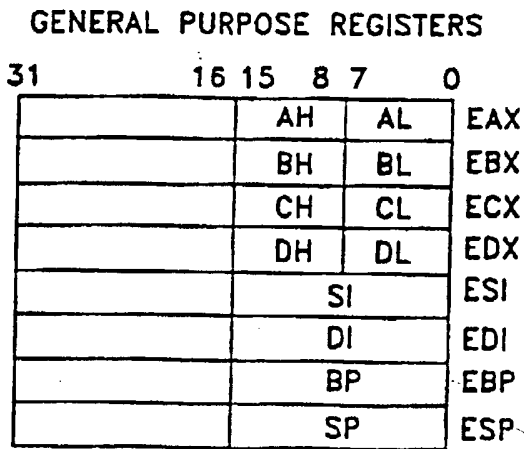 GENERAL PURPOSE REGISTERS
31 16 15 8 7 0
AH AL EAX
BH BL EBX
CH CL ECX
DH DL EDX
SI ESI
DI EDI
BP EBP
SP ESP